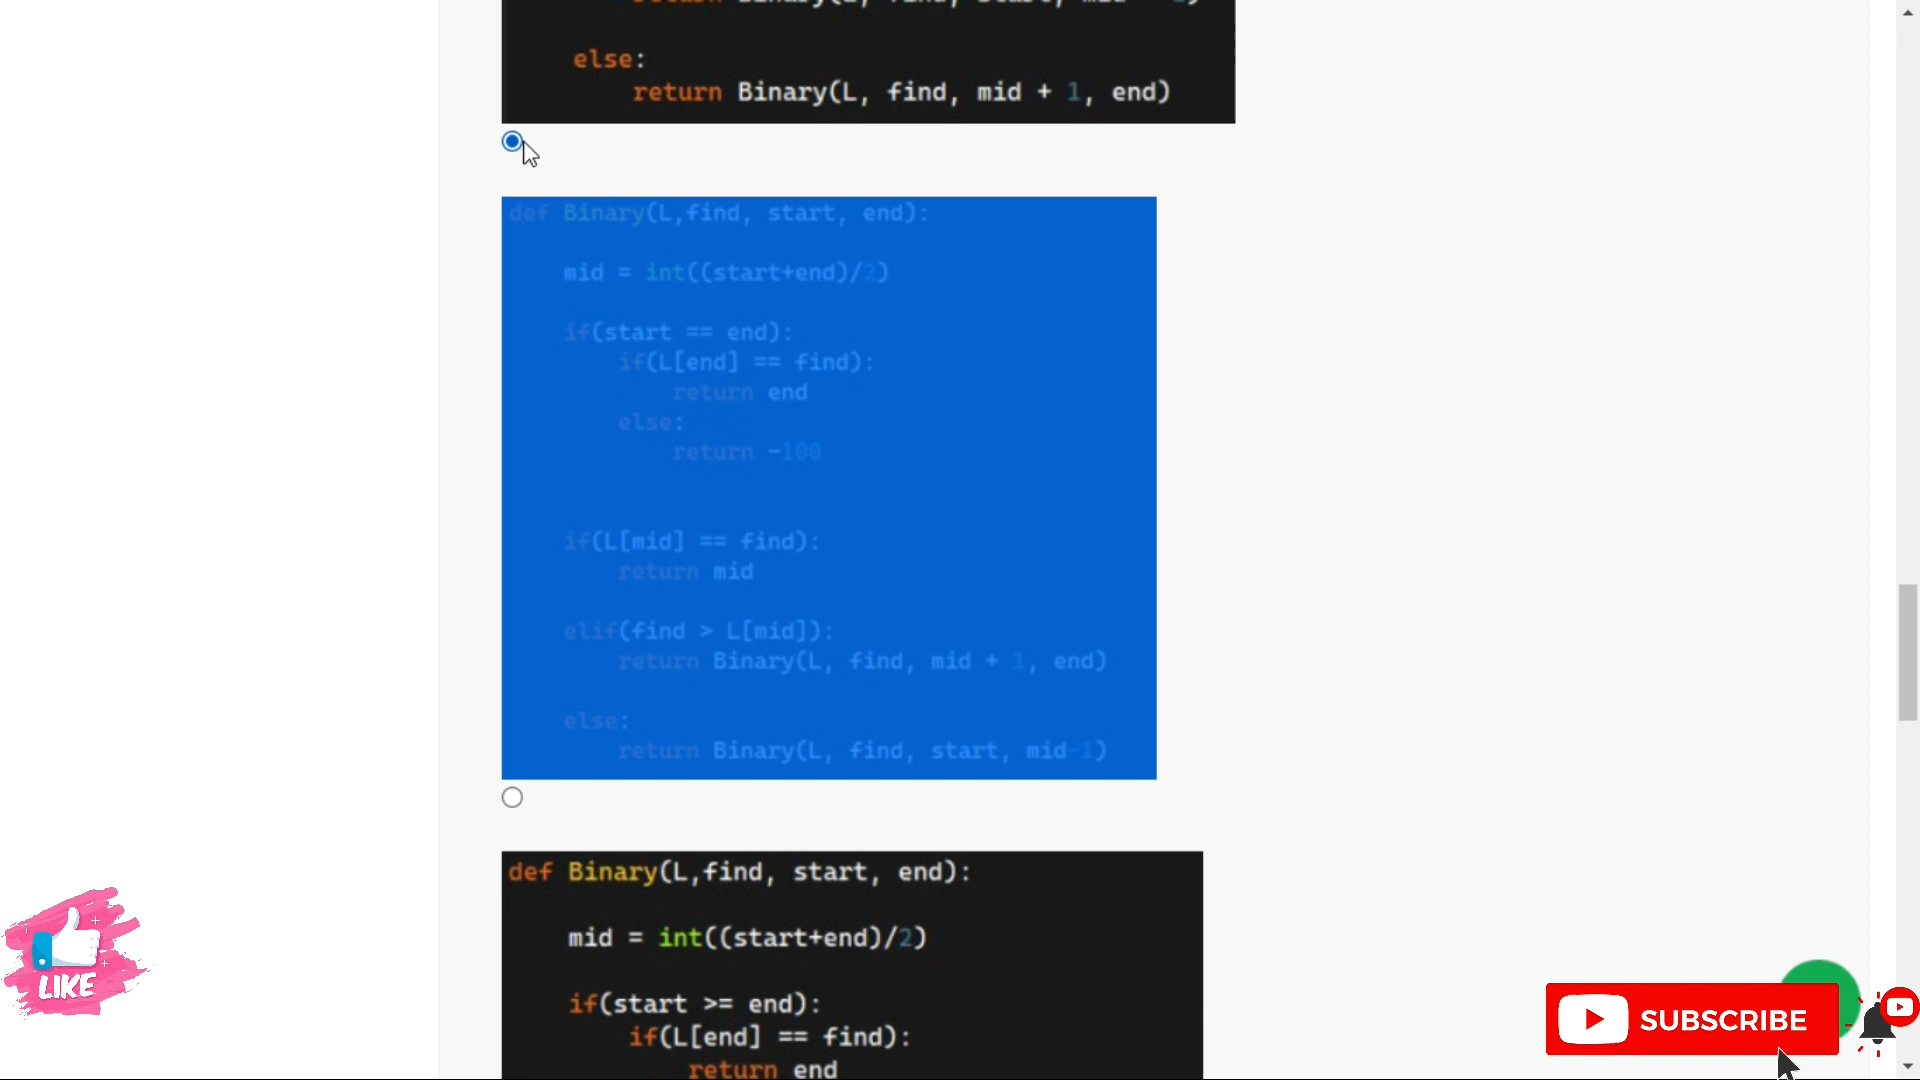 else:
return Binary(L, find, mid + 1, end)
def Binary(L,find, start, end):
mid = int((start+end)/2)
if(start == end):
if(L[end] == find):
return end
else:
return -100
if(L[mid] == find):
return mid
elif(find > L[mid]):
return Binary(L, find, mid + 1, end)
else:
return Binary(L, find, start, mid-1)
def Binary(L,find, start, end):
mid = int((start+end)/2)
if(start >= end):
if(L[end] == find):
return end
LIKE
SUBSCRIBE